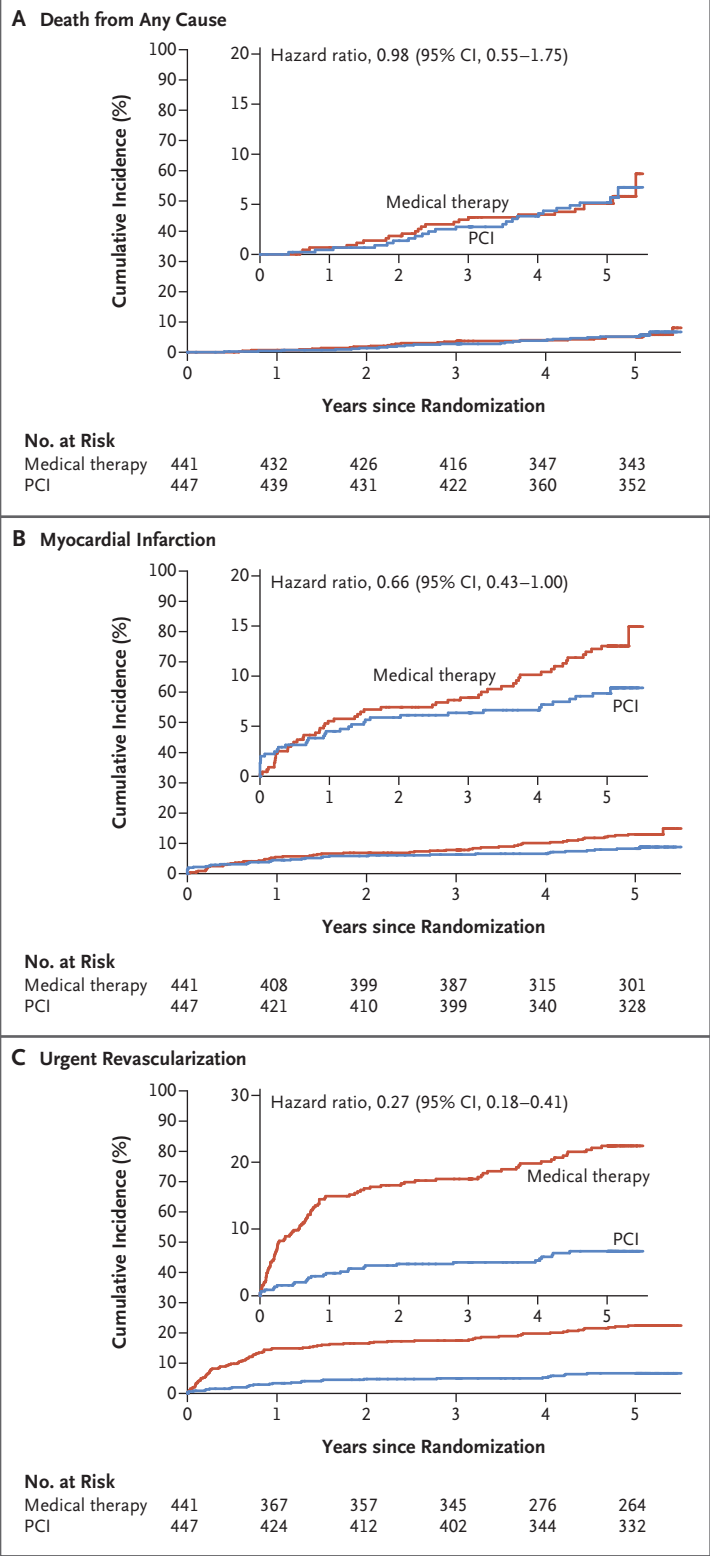 A Death from Any Cause
Cumulative Incidence (%)
100
90
80
70
60
50
40
30
20
10
0
0 1 2 3 4 5
20
15
10
5
0
0 1 2 3 4 5
Hazard ratio, 0.98 (95% CI, 0.55–1.75)
Medical therapy
PCI
Years since Randomization
No. at Risk
Medical therapy 441 432 426 416 347 343
PCI 447 439 431 422 360 352
B Myocardial Infarction
Cumulative Incidence (%)
100
90
80
70
60
50
40
30
20
10
0
0 1 2 3 4 5
20
15
10
5
0
0 1 2 3 4 5
Hazard ratio, 0.66 (95% CI, 0.43–1.00)
Medical therapy
PCI
Years since Randomization
No. at Risk
Medical therapy 441 408 399 387 315 301
PCI 447 421 410 399 340 328
C Urgent Revascularization
Cumulative Incidence (%)
100
90
80
70
60
50
40
30
20
10
0
0 1 2 3 4 5
30
20
10
0
0 1 2 3 4 5
Hazard ratio, 0.27 (95% CI, 0.18–0.41)
Medical therapy
PCI
Years since Randomization
No. at Risk
Medical therapy 441 367 357 345 276 264
PCI 447 424 412 402 344 332